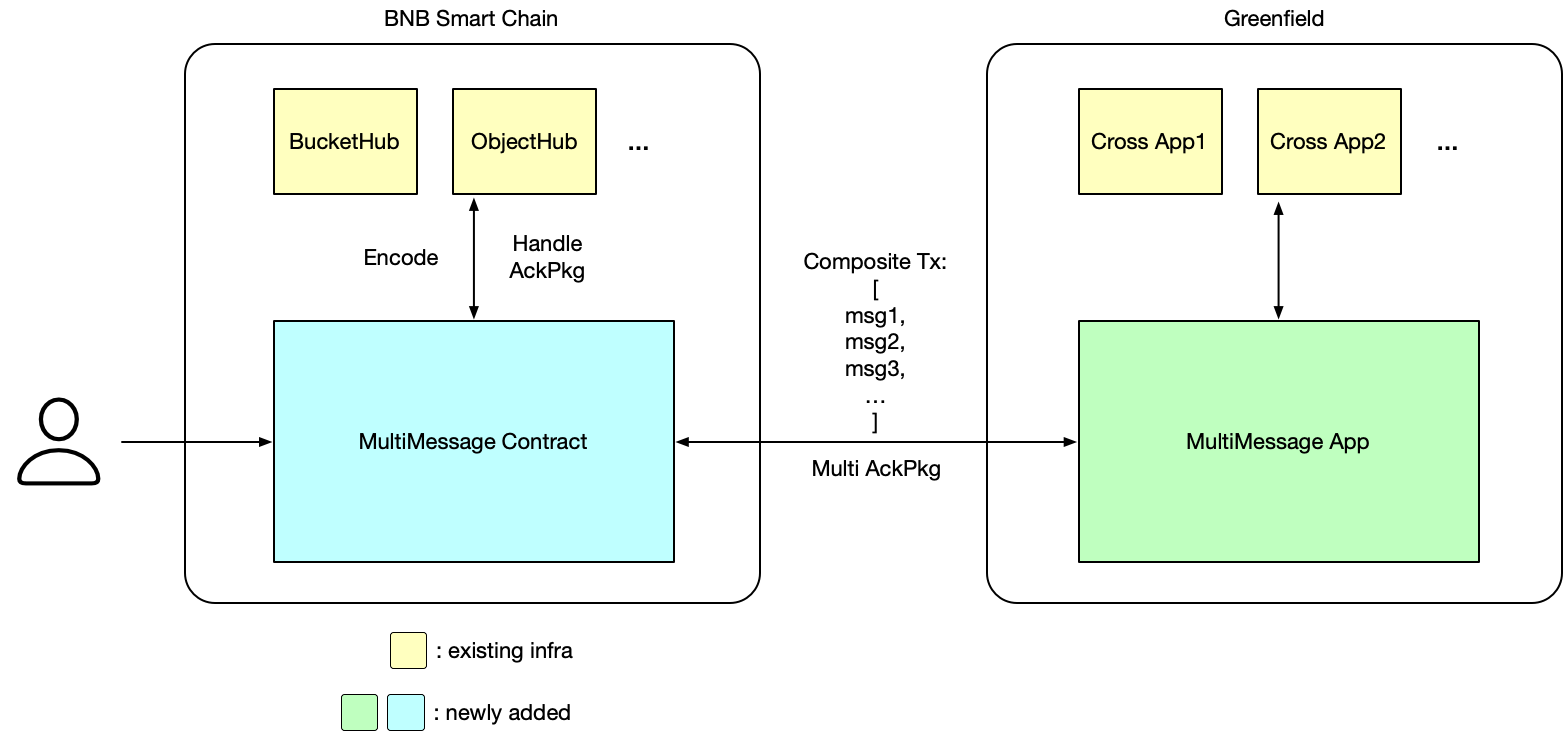 BNB Smart Chain
Greenfield
BucketHub
ObjectHub
...
Cross App1
Cross App2
...
Encode
Handle
AckPkg
Composite Tx:
[
msg1,
msg2,
msg3,
...
]
MultiMessage Contract
Multi AckPkg
MultiMessage App
: existing infra
: newly added